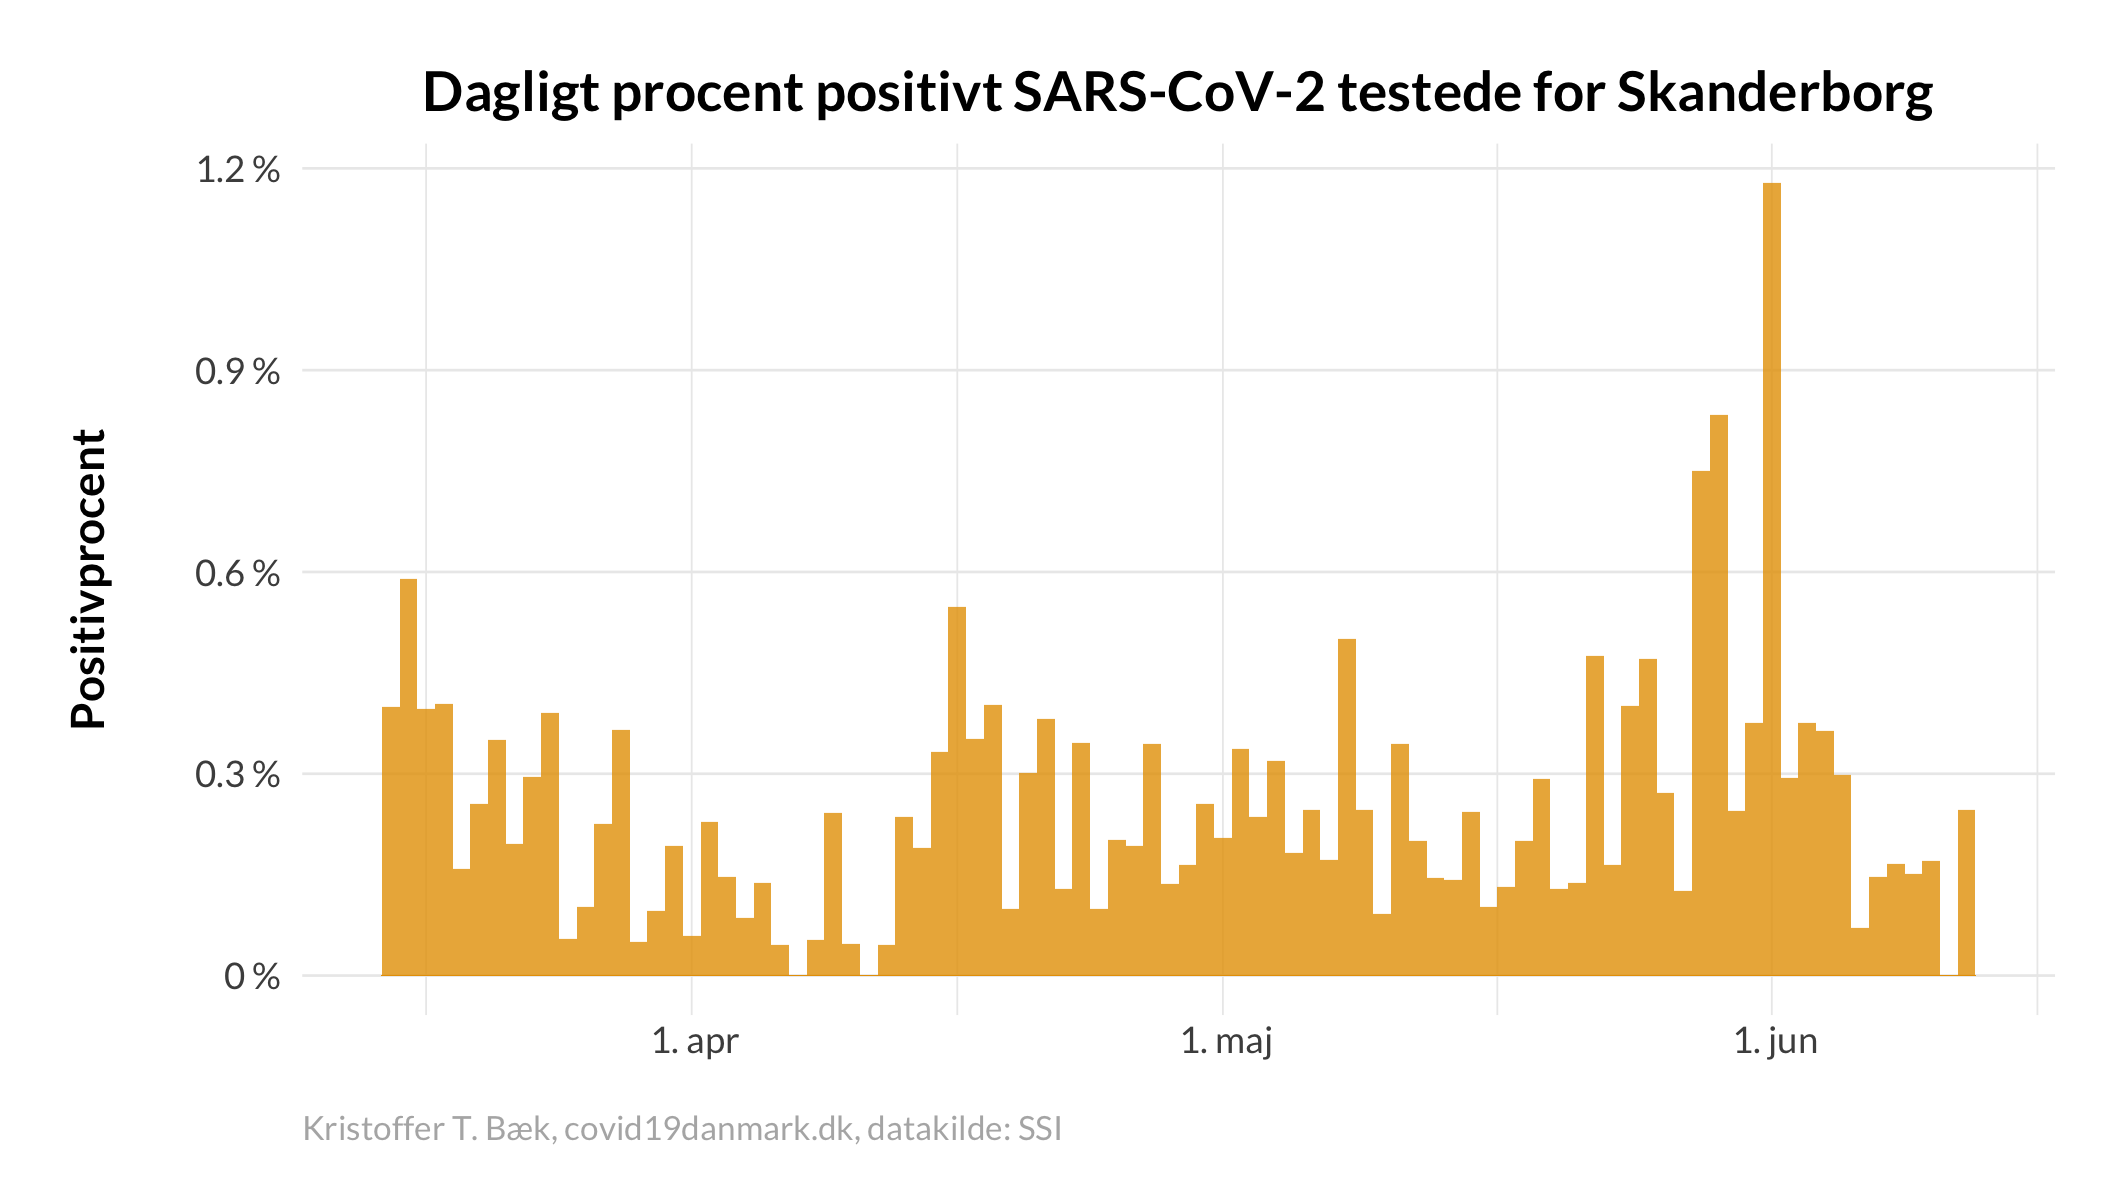 Dagligt procent positivt SARS-CoV-2 testede for Skanderborg
Positivprocent
1.2 %
0.9 %
0.6 %
0.3 %
0 %
1. apr
1. maj
1. jun
Kristoffer T. Bæk, covid19danmark.dk, datakilde: SSI